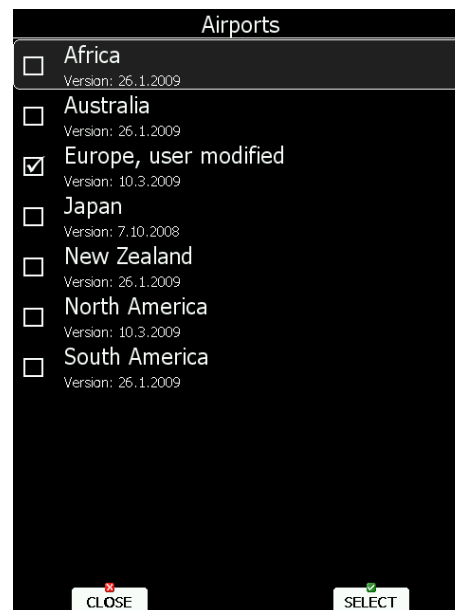 Airports
Africa
Version: 26.1.2009
Australia
Version: 26.1.2009
Europe, user modified
Version: 10.3.2009
Japan
Version: 7.10.2008
New Zealand
Version: 26.1.2009
North America
Version: 10.3.2009
South America
Version: 26.1.2009
CLOSE SELECT